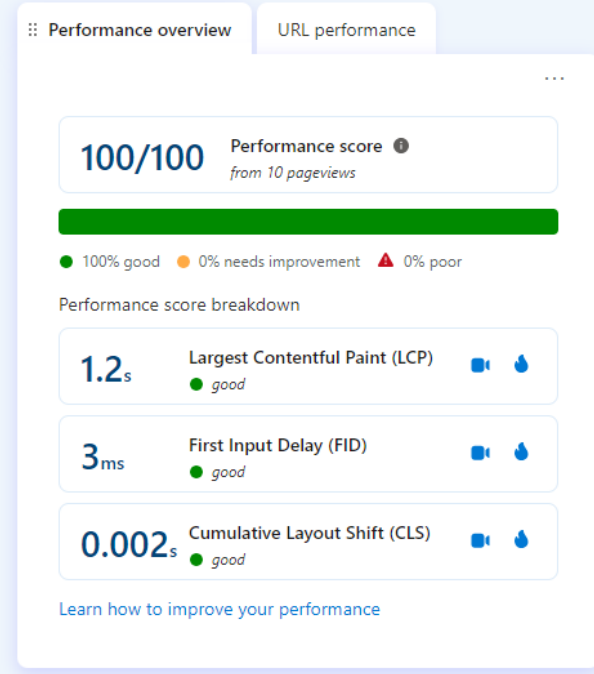 Performance overview
URL performance
...
100/100
Performance score
from 10 pageviews
100% good 0% needs improvement 0% poor
Performance score breakdown
1.2s
Largest Contentful Paint (LCP)
good
3ms
First Input Delay (FID)
good
0.002s
Cumulative Layout Shift (CLS)
good
Learn how to improve your performance